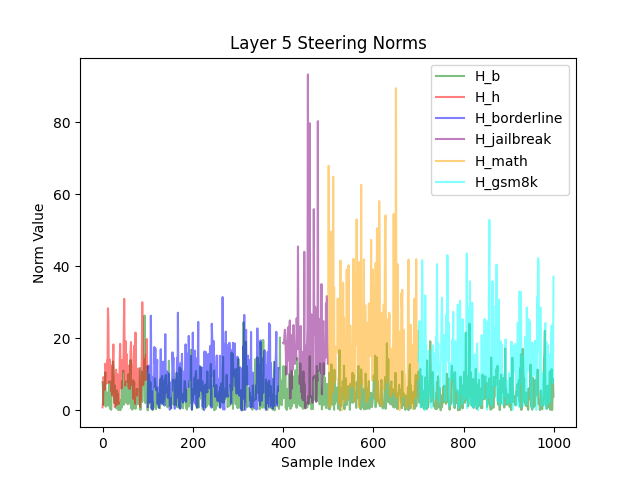 Layer 5 Steering Norms
H_b
H_h
H_borderline
H_jailbreak
H_math
H_gsm8k
Norm Value
80
60
40
20
0
0 200 400 600 800 1000
Sample Index